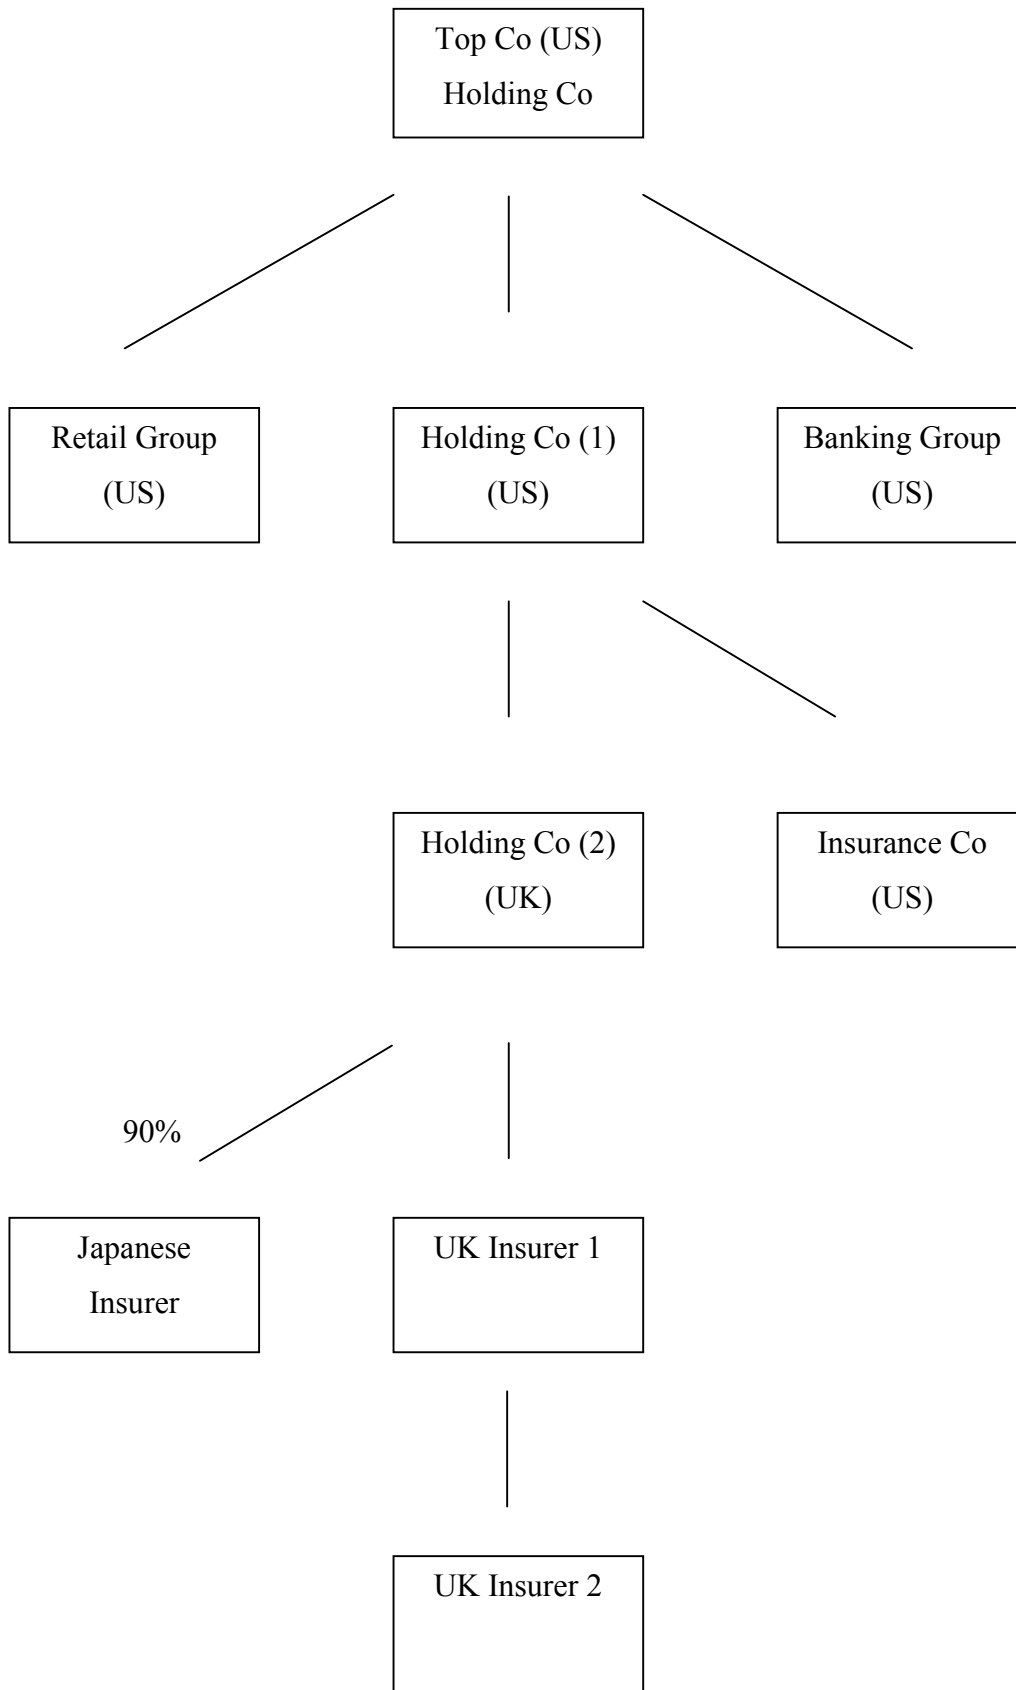 Top Co (US)
Holding Co
Retail Group
(US)
Holding Co (1)
(US)
Banking Group
(US)
Holding Co (2)
(UK)
Insurance Co
(US)
90%
Japanese
Insurer
UK Insurer 1
UK Insurer 2